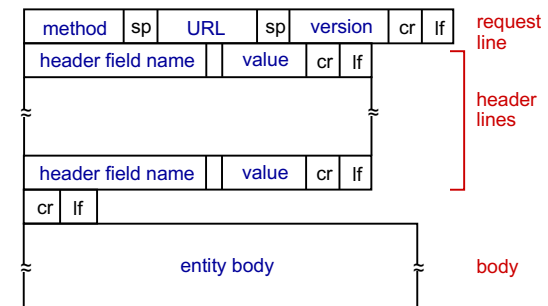 method sp URL sp version cr lf request line
header field name value cr lf
header lines
header field name value cr lf
cr lf
entity body body